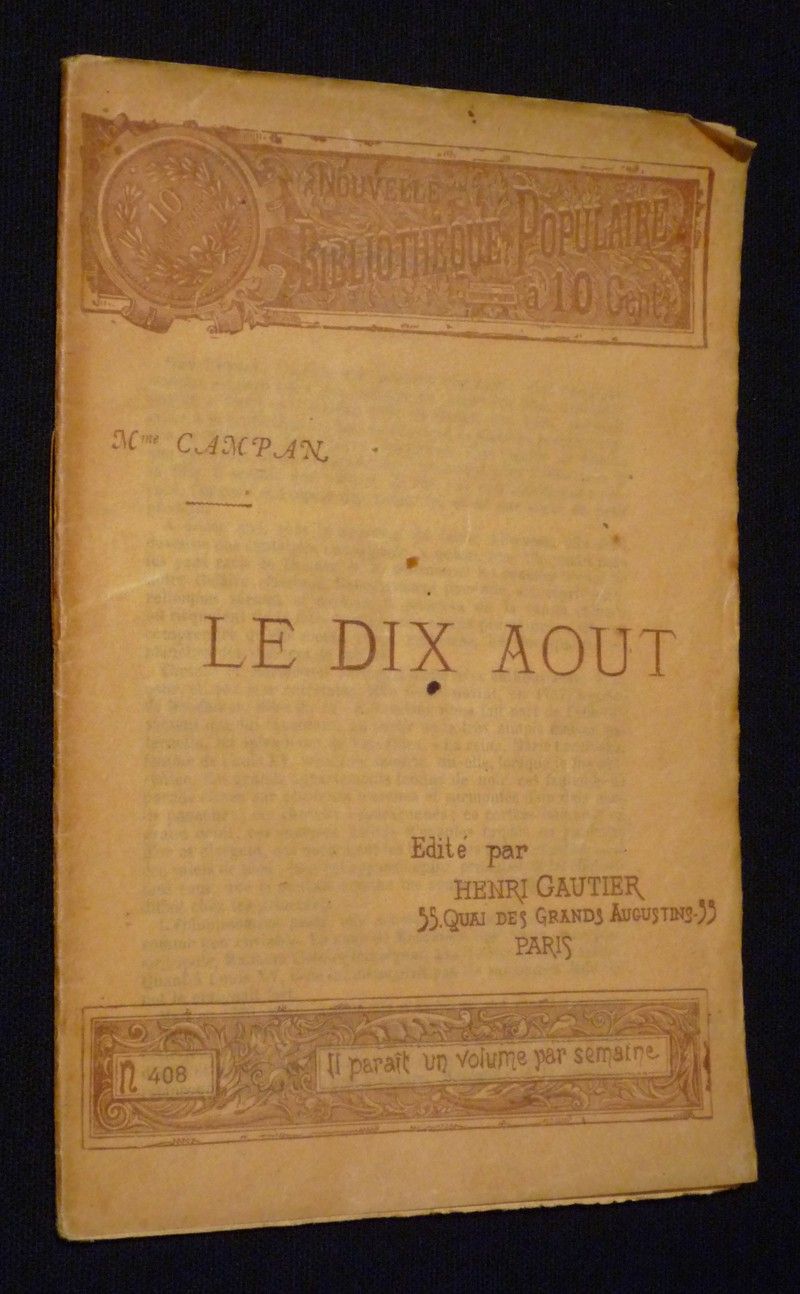 10
NOUVELLE
BIBLIOTHEQUE POPULAIRE
à 10 Cent.
Mme CAMPAN
LE DIX AOUT
Edité par
HENRI GAUTIER
55. QUAI DES GRANDS AUGUSTINS-55
PARIS
N 408
Il paraît un volume par semaine